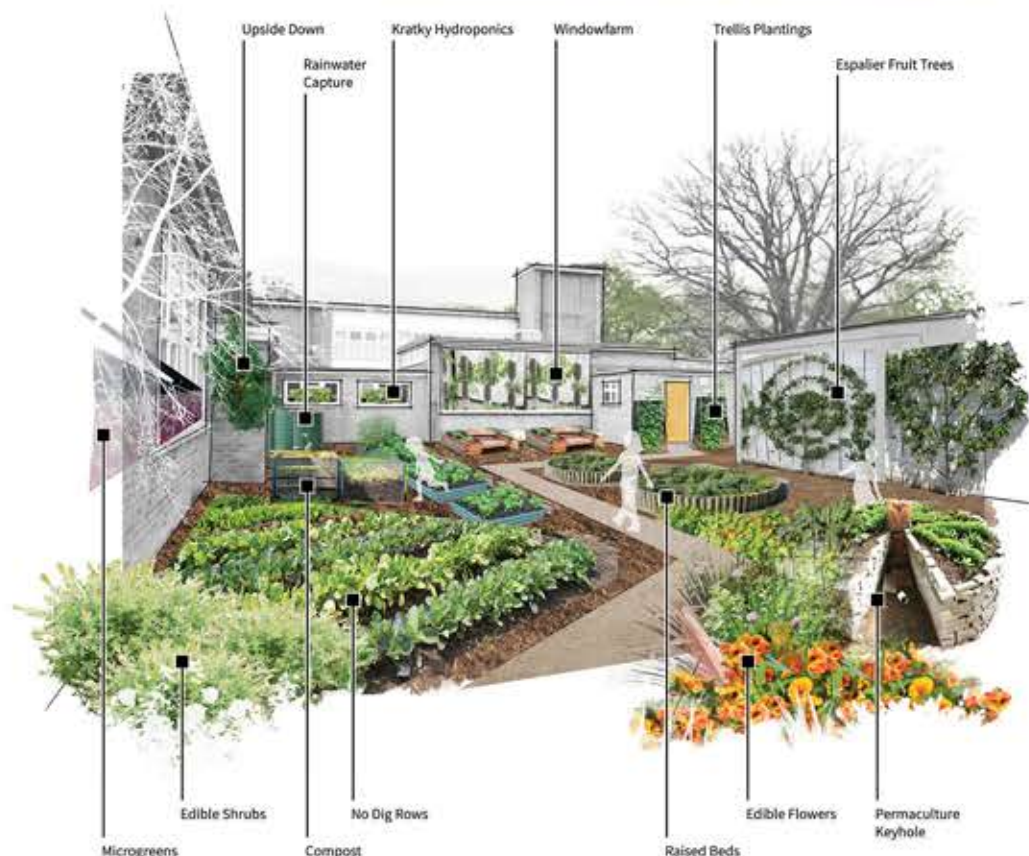 Upside Down
Kratky Hydroponics
Windowfarm
Trellis Plantings
Rainwater
Capture
Espalier Fruit Trees
Edible Shrubs
No Dig Rows
Edible Flowers
Permaculture
Keyhole
Microgreens
Compost
Raised Beds